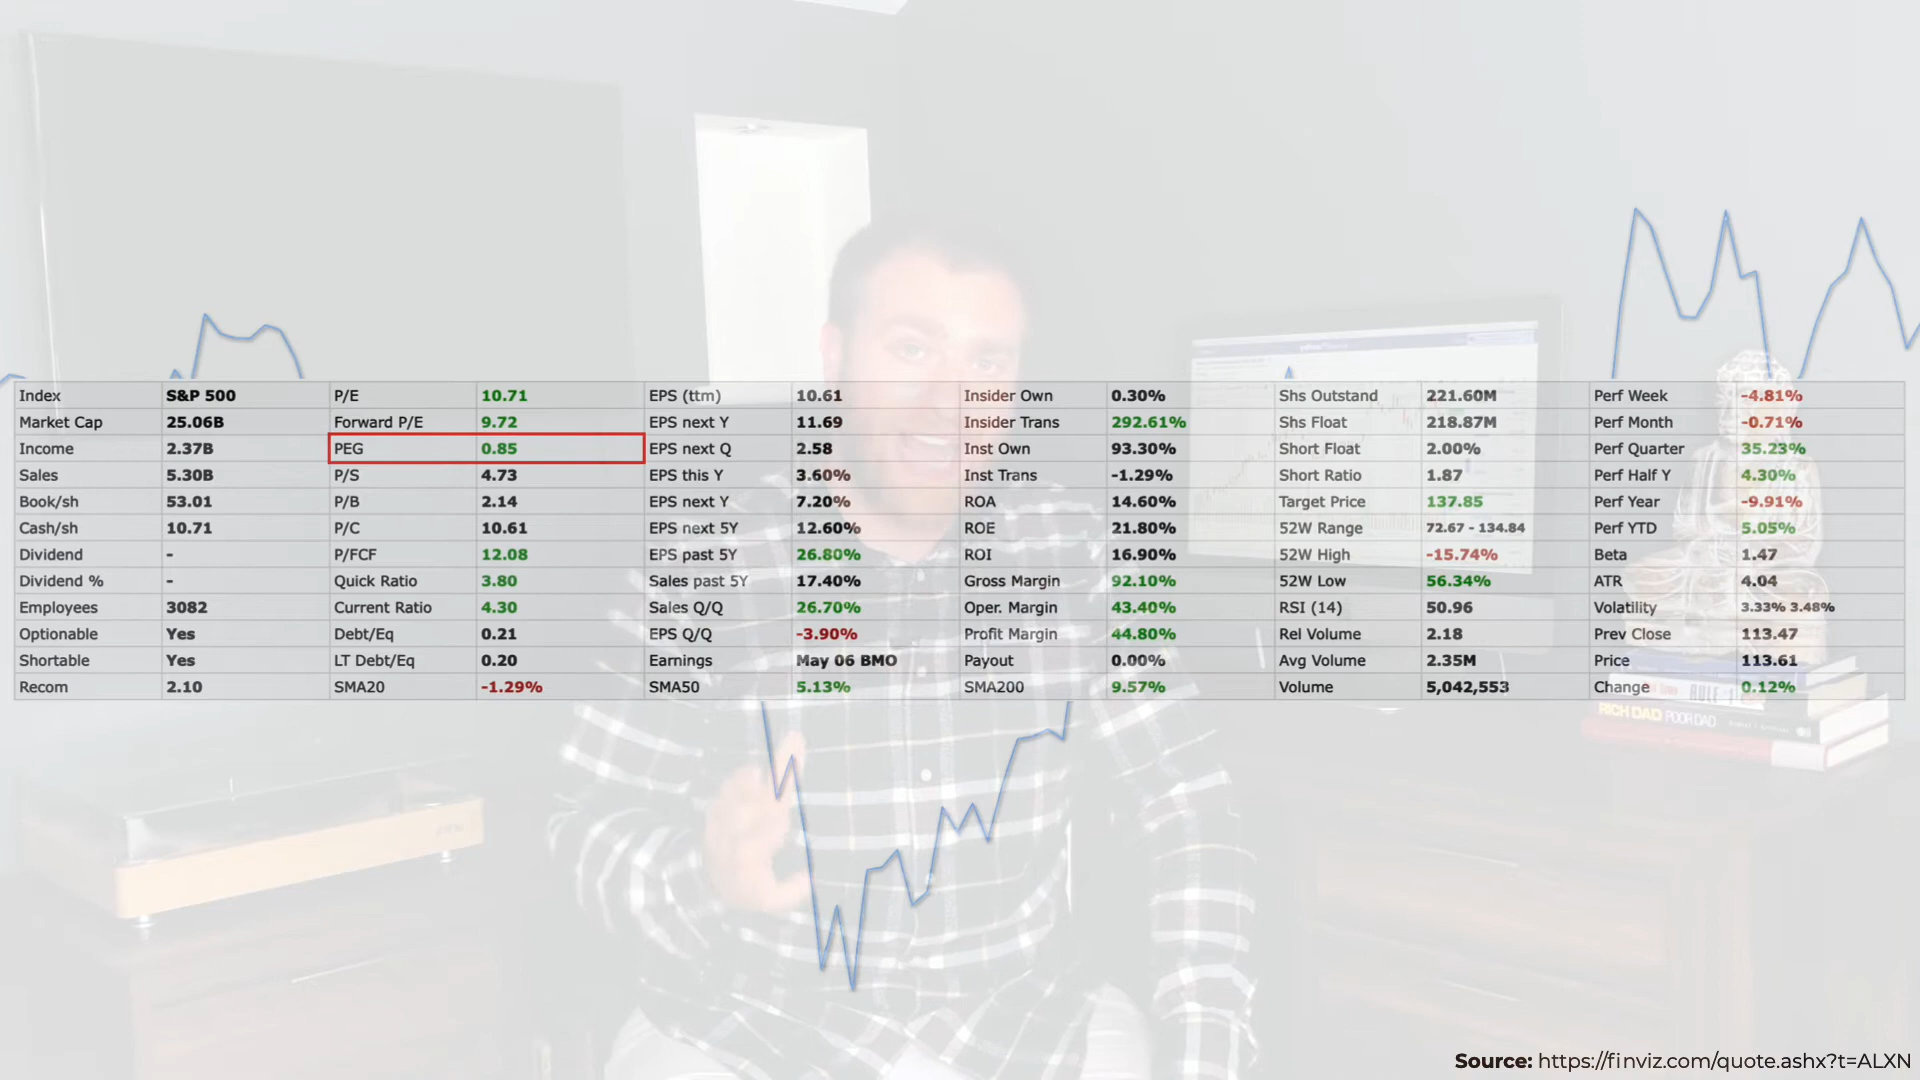 Index S&P 500 P/E 10.71 EPS (ttm) 10.61 Insider Own 0.30% Shs Outstand 221.60M Perf Week -4.81%
Market Cap 25.06B Forward P/E 9.72 EPS next Y 11.69 Insider Trans 292.61% Shs Float 218.87M Perf Month -0.71%
Income 2.37B PEG 0.85 EPS next Q 2.58 Inst Own 93.30% Short Float 2.00% Perf Quarter 35.23%
Sales 5.30B P/S 4.73 EPS this Y 3.60% Inst Trans -1.29% Short Ratio 1.87 Perf Half Y 4.30%
Book/sh 53.01 P/B 2.14 EPS next Y 7.20% ROA 14.60% Target Price 137.85 Perf Year -9.91%
Cash/sh 10.71 P/C 10.61 EPS next 5Y 12.60% ROE 21.80% 52W Range 72.67 - 134.84 Perf YTD 5.05%
Dividend - P/FCF 12.08 EPS past 5Y 26.80% ROI 16.90% 52W High -15.74% Beta 1.47
Dividend % - Quick Ratio 3.80 Sales past 5Y 17.40% Gross Margin 92.10% 52W Low 56.34% ATR 4.04
Employees 3082 Current Ratio 4.30 Sales Q/Q 26.70% Oper. Margin 43.40% RSI (14) 50.96 Volatility 3.33% 3.48%
Optionable Yes Debt/Eq 0.21 EPS Q/Q -3.90% Profit Margin 44.80% Rel Volume 2.18 Prev Close 113.47
Shortable Yes LT Debt/Eq 0.20 Earnings May 06 BMO Payout 0.00% Avg Volume 2.35M Price 113.61
Recom 2.10 SMA20 -1.29% SMA50 5.13% SMA200 9.57% Volume 5,042,553 Change 0.12%
RULE
RICH DAD POOR DAD
Source: https://finviz.com/quote.ashx?t=ALXN